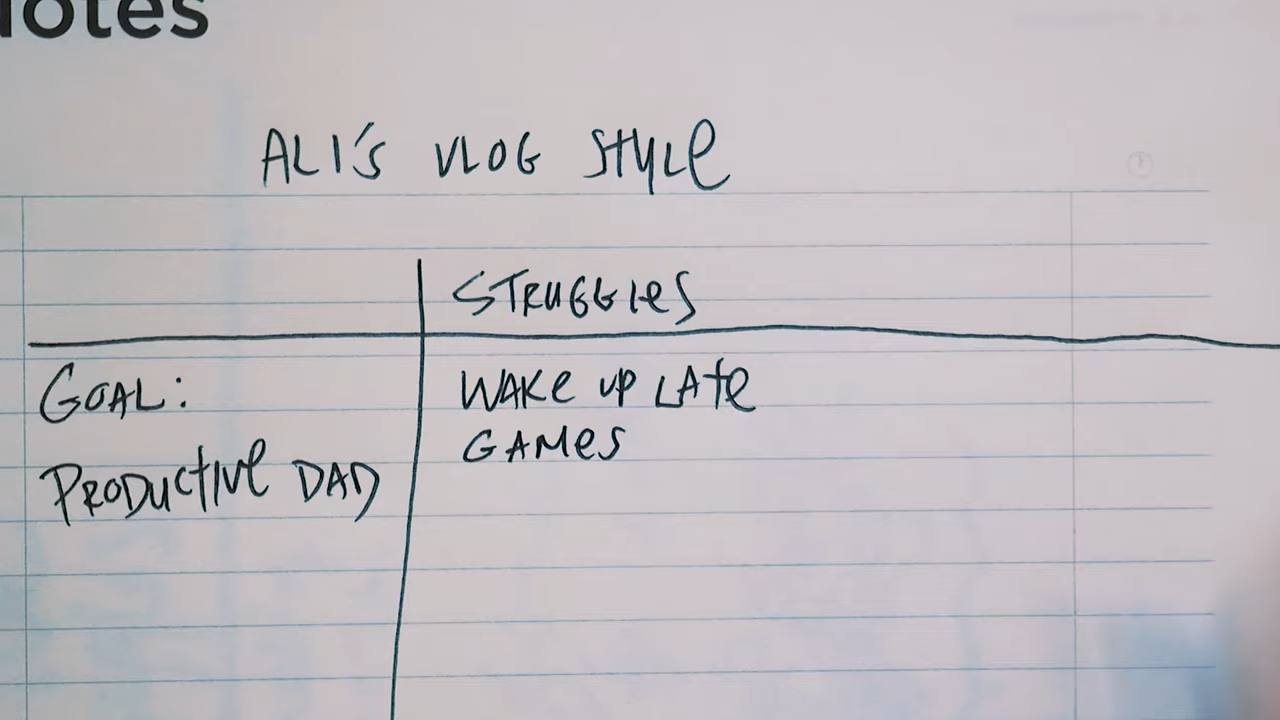 Notes
ALI's VLOG STYLE
STRUGGles
GOAL:
PRODUCTIVE DAD
WAKe UP LATE
GAMes